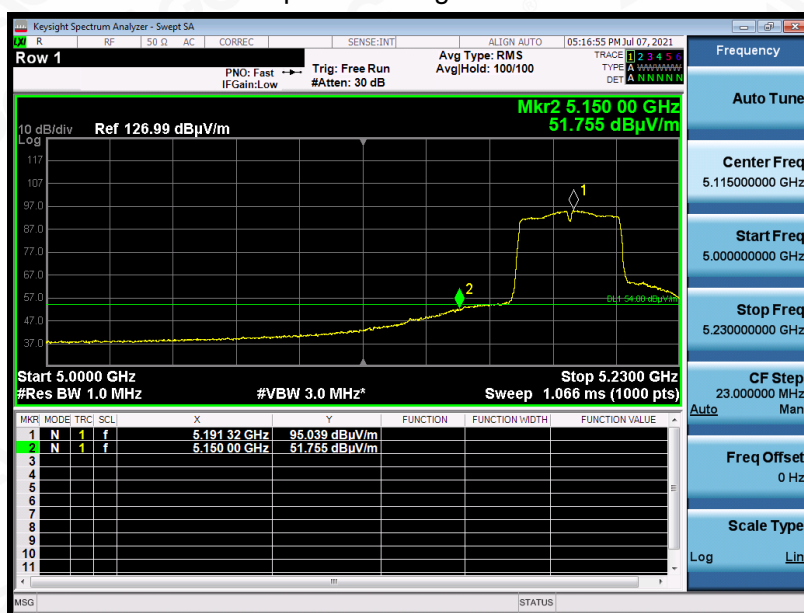 Keysight Spectrum Analyzer - Swept SA
LXI R RF 50 Ω AC CORREC SENSE:INT ALIGN AUTO 05:16:55 PM Jul 07, 2021
Row 1
PNO: Fast
IFGain:Low
Trig: Free Run
#Atten: 30 dB
Avg Type: RMS
Avg|Hold: 100/100
TRACE 1 2 3 4 5 6
TYPE A WWWWW
DET A N N N N N
Mkr2 5.150 00 GHz
51.755 dBµV/m
10 dB/div Ref 126.99 dBµV/m
Log
117
107
97.0
87.0
77.0
67.0
57.0
47.0
37.0
1
2
DL1 54.00 dBµV/m
Start 5.0000 GHz Stop 5.2300 GHz
#Res BW 1.0 MHz #VBW 3.0 MHz* Sweep 1.066 ms (1000 pts)
MKR MODE TRC SCL X Y FUNCTION FUNCTION WIDTH FUNCTION VALUE
1 N 1 f 5.191 32 GHz 95.039 dBµV/m
2 N 1 f 5.150 00 GHz 51.755 dBµV/m
3
4
5
6
7
8
9
10
11
MSG STATUS
Frequency
Auto Tune
Center Freq
5.115000000 GHz
Start Freq
5.000000000 GHz
Stop Freq
5.230000000 GHz
CF Step
23.000000 MHz
Auto Man
Freq Offset
0 Hz
Scale Type
Log Lin